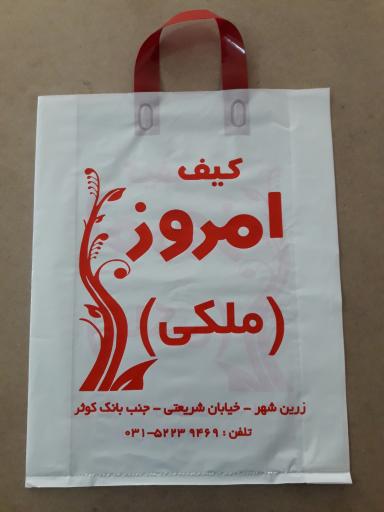 کیف
امروز
(ملکی)
زرین شهر - خیابان شریعتی - جنب بانک کوثر
تلفن : ۹۴۶۹ ۵۲۲۳-۰۳۱